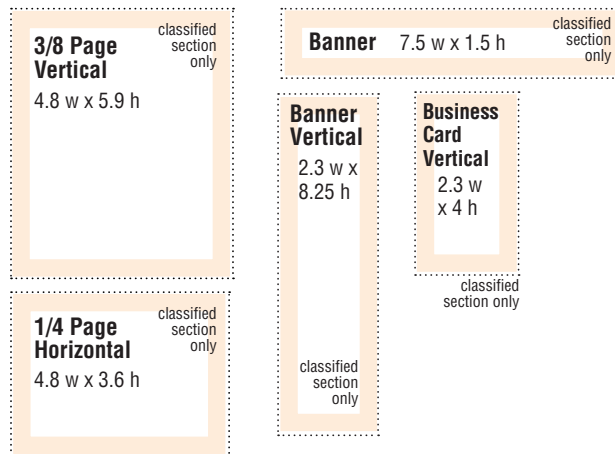 3/8 Page
Vertical
4.8 w x 5.9 h
classified
section
only
Banner 7.5 w x 1.5 h
classified
section
only
Banner
Vertical
2.3 w x
8.25 h
classified
section
only
Business
Card
Vertical
2.3 w
x 4 h
classified
section only
1/4 Page
Horizontal
4.8 w x 3.6 h
classified
section
only